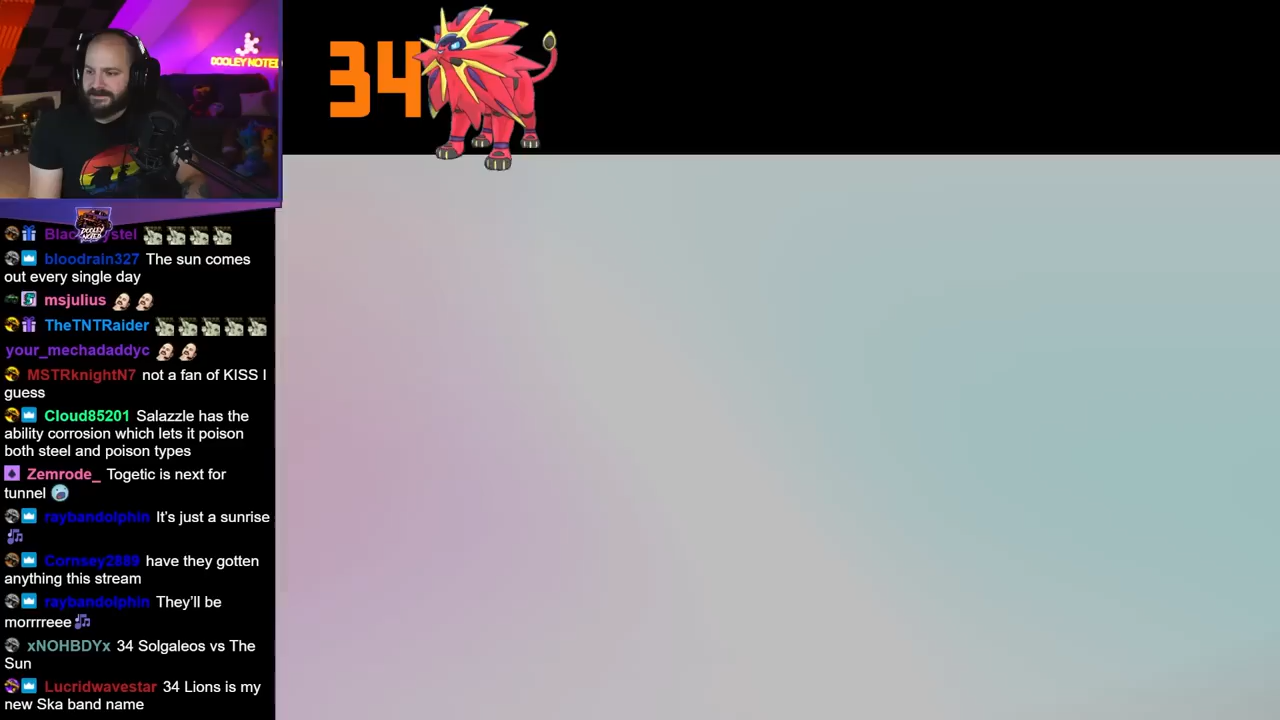 34
DOOLEY NOTED
DOOLEY
NOTED
bloodrain327 The sun comes
out every single day
msjulius
TheTNTRaider
your_mechadaddyc
MSTRknightN7 not a fan of KISS I
guess
Cloud85201 Salazzle has the
ability corrosion which lets it poison
both steel and poison types
Zemrode_ Togetic is next for
tunnel
raybandolphin It’s just a sunrise
Cornsey2889 have they gotten
anything this stream
raybandolphin They’ll be
morrrreee
xNOHBDYx 34 Solgaleos vs The
Sun
Lucridwavestar 34 Lions is my
new Ska band name